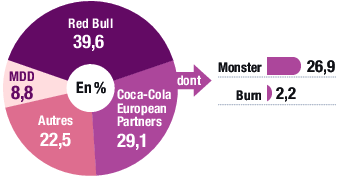 Red Bull
39,6
MDD
8,8
En %
dont
Coca-Cola
European
Partners
29,1
Autres
22,5
Monster 26,9
Burn 2,2